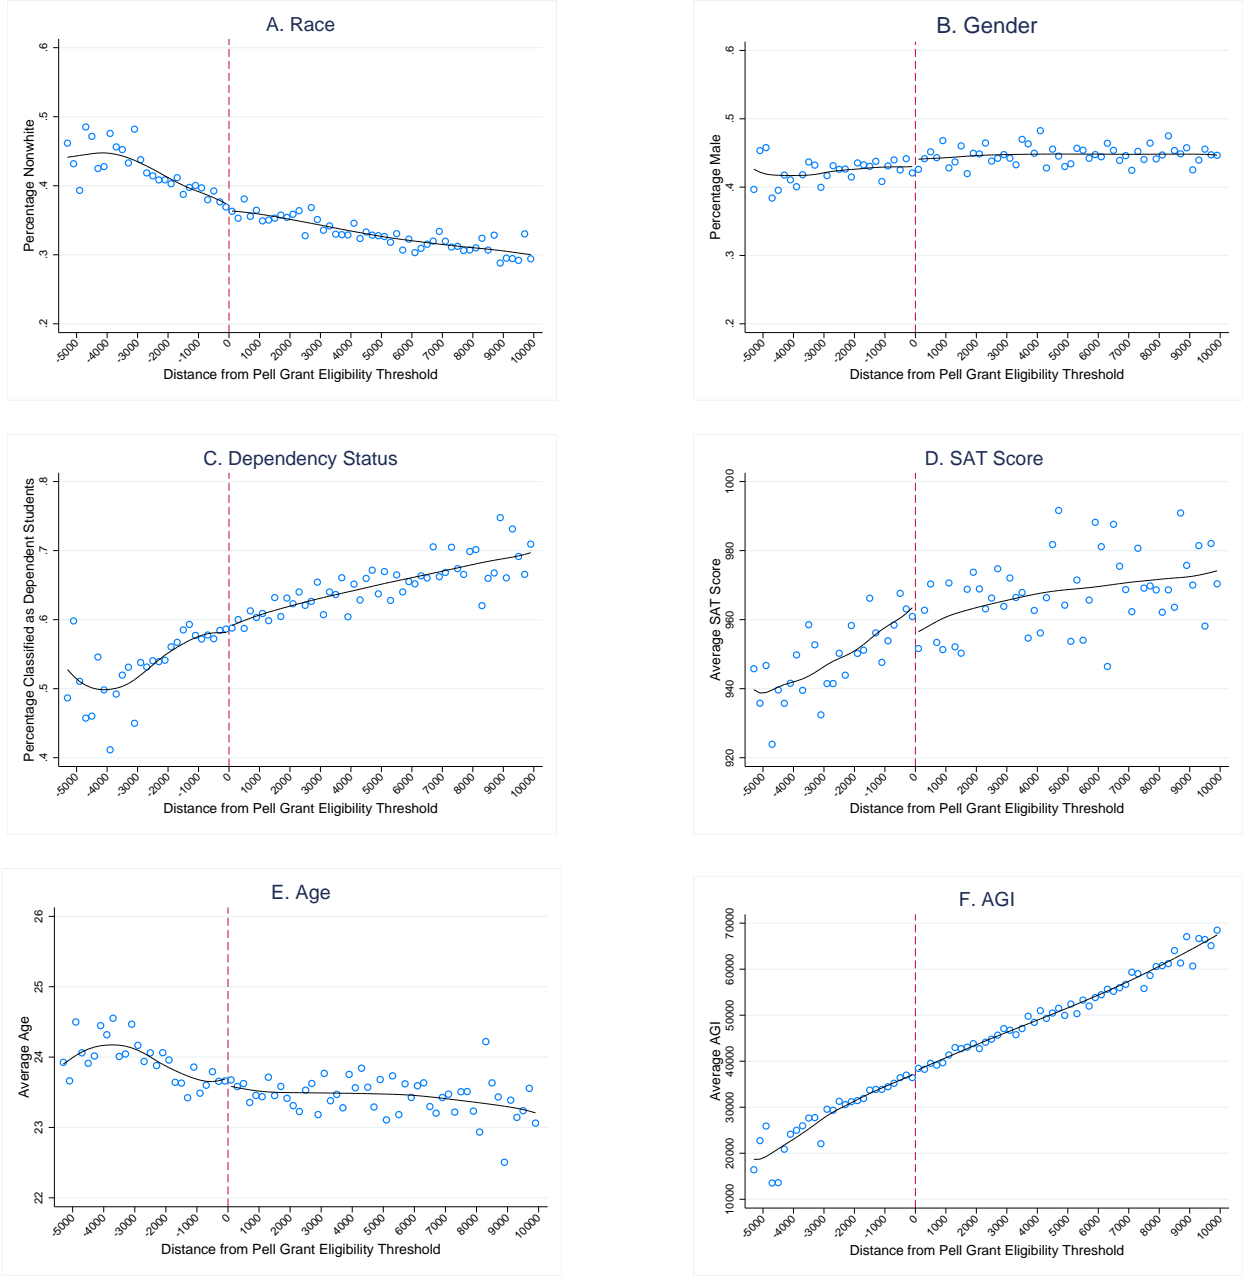 A. Race
Percentage Nonwhite
.6
.5
.4
.3
.2
-5000 -4000 -3000 -2000 -1000 0 1000 2000 3000 4000 5000 6000 7000 8000 9000 10000
Distance from Pell Grant Eligibility Threshold
B. Gender
Percentage Male
.6
.5
.4
.3
.2
-5000 -4000 -3000 -2000 -1000 0 1000 2000 3000 4000 5000 6000 7000 8000 9000 10000
Distance from Pell Grant Eligibility Threshold
C. Dependency Status
Percentage Classified as Dependent Students
.8
.7
.6
.5
.4
-5000 -4000 -3000 -2000 -1000 0 1000 2000 3000 4000 5000 6000 7000 8000 9000 10000
Distance from Pell Grant Eligibility Threshold
D. SAT Score
Average SAT Score
1000
980
960
940
920
-5000 -4000 -3000 -2000 -1000 0 1000 2000 3000 4000 5000 6000 7000 8000 9000 10000
Distance from Pell Grant Eligibility Threshold
E. Age
Average Age
26
25
24
23
22
-5000 -4000 -3000 -2000 -1000 0 1000 2000 3000 4000 5000 6000 7000 8000 9000 10000
Distance from Pell Grant Eligibility Threshold
F. AGI
Average AGI
70000
60000
50000
40000
30000
20000
10000
-5000 -4000 -3000 -2000 -1000 0 1000 2000 3000 4000 5000 6000 7000 8000 9000 10000
Distance from Pell Grant Eligibility Threshold